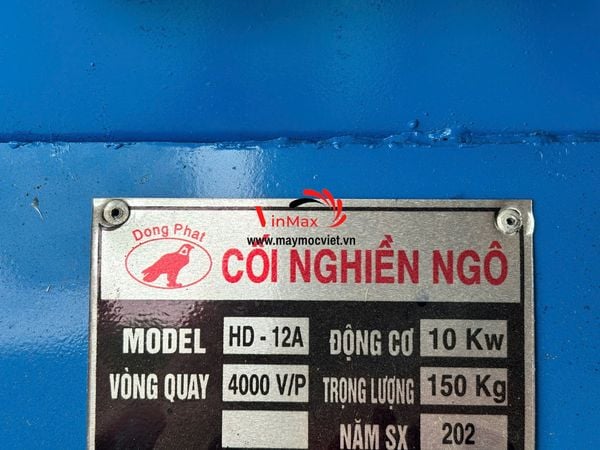 VinMax
www.maymocviet.vn
Dong Phat
CỐI NGHIỀN NGÔ
MODEL HD - 12A ĐỘNG CƠ 10 Kw
VÒNG QUAY 4000 V/P TRỌNG LƯỢNG 150 Kg
NĂM SX 202